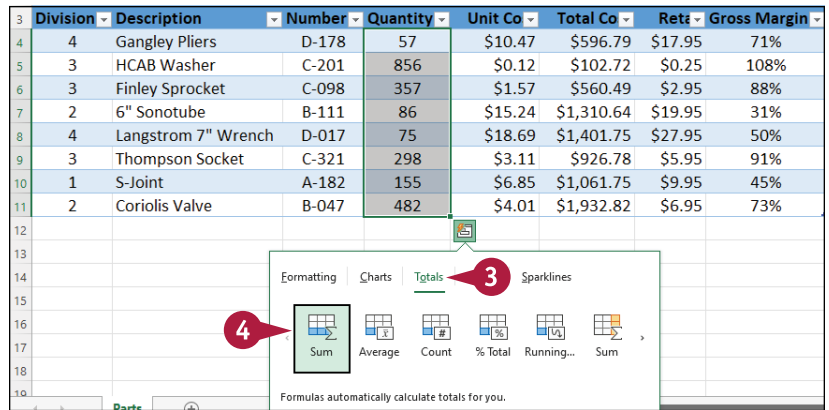 3 Division Description Number Quantity Unit Co Total Co Reta Gross Margin
4 4 Gangley Pliers D-178 57 $10.47 $596.79 $17.95 71%
5 3 HCAB Washer C-201 856 $0.12 $102.72 $0.25 108%
6 3 Finley Sprocket C-098 357 $1.57 $560.49 $2.95 88%
7 2 6" Sonotube B-111 86 $15.24 $1,310.64 $19.95 31%
8 4 Langstrom 7" Wrench D-017 75 $18.69 $1,401.75 $27.95 50%
9 3 Thompson Socket C-321 298 $3.11 $926.78 $5.95 91%
10 1 S-Joint A-182 155 $6.85 $1,061.75 $9.95 45%
11 2 Coriolis Valve B-047 482 $4.01 $1,932.82 $6.95 73%
12
13
14 Formatting Charts Totals 3 Sparklines
15
16 4
17 Sum Average Count % Total Running... Sum
18
19 Formulas automatically calculate totals for you.
Parts